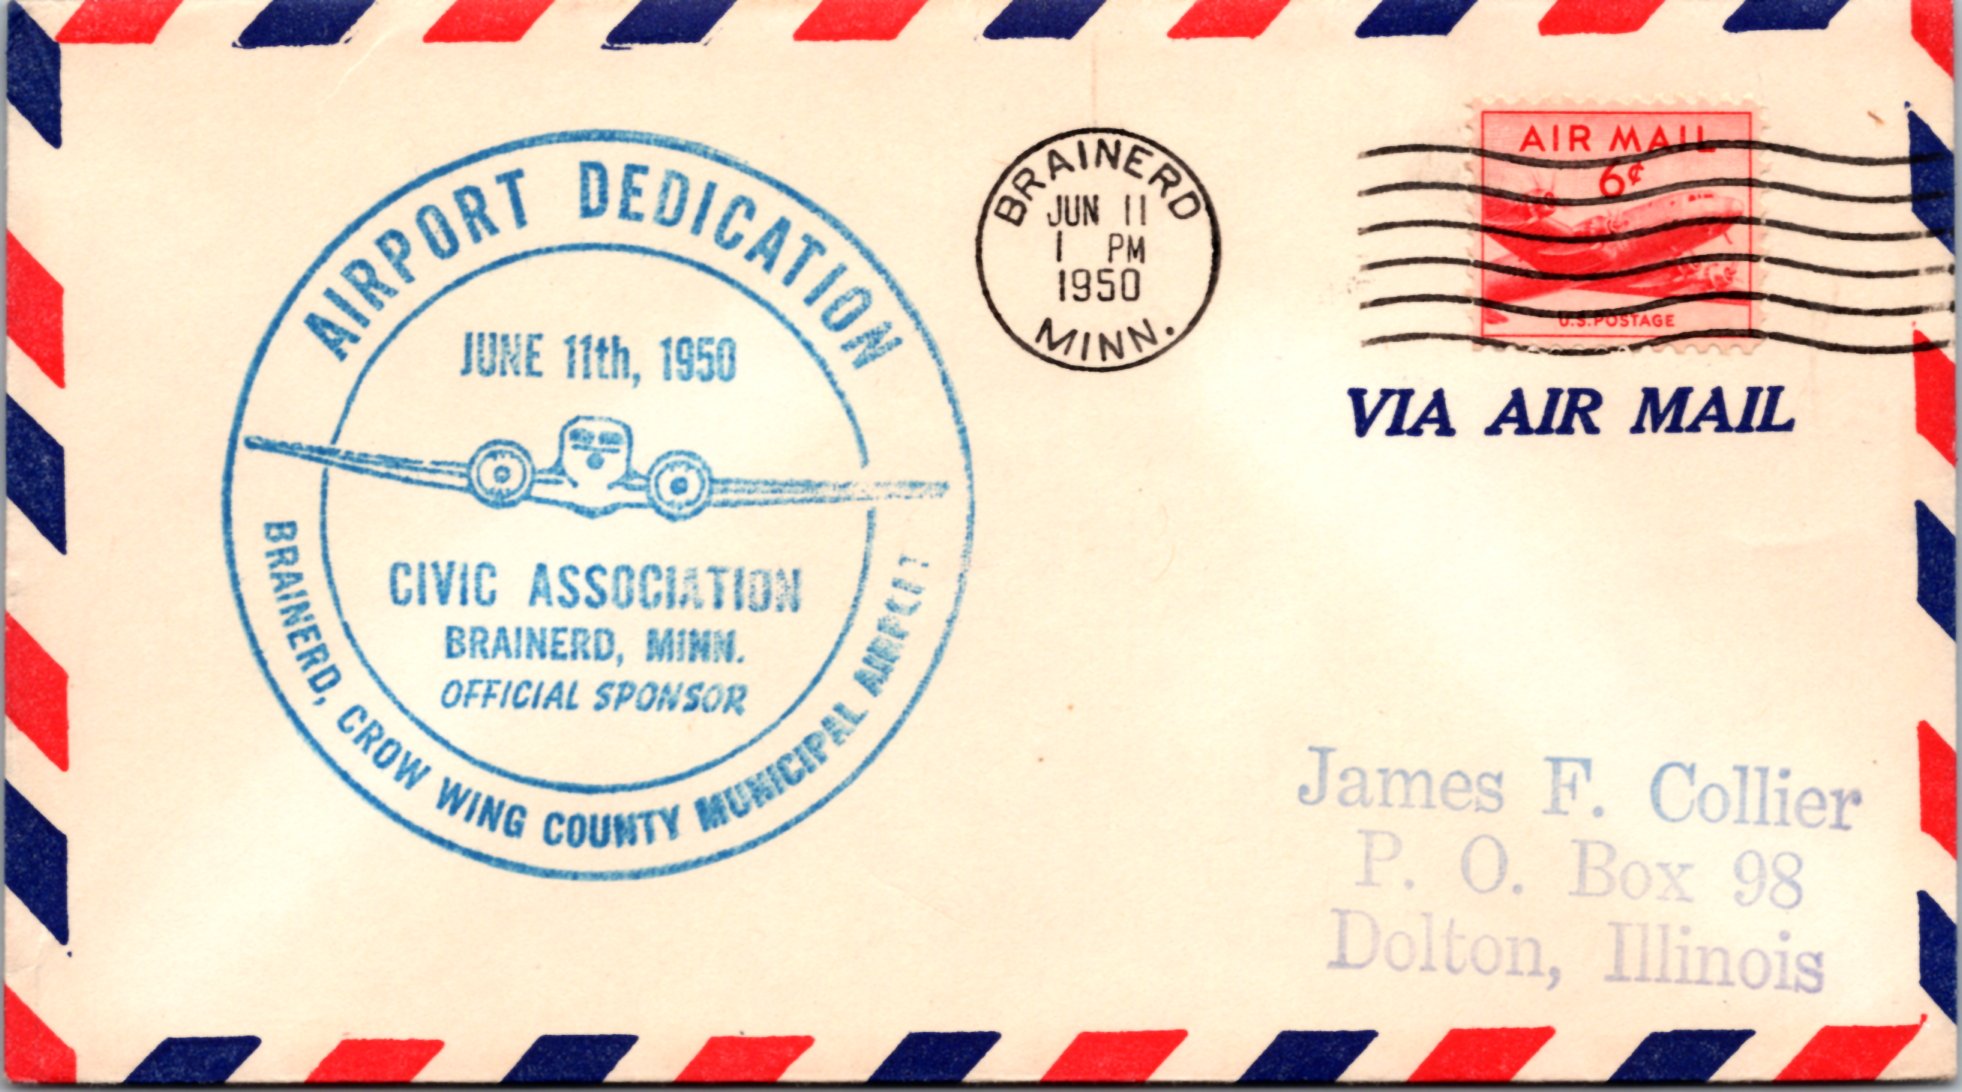 AIRPORT DEDICATION
JUNE 11th, 1950
CIVIC ASSOCIATION
BRAINERD, MINN.
OFFICIAL SPONSOR
BRAINERD, CROW WING COUNTY MUNICIPAL AIRPORT
BRAINERD
JUN 11
1 PM
1950
MINN.
AIR MAIL
6¢
U.S. POSTAGE
VIA AIR MAIL
James F. Collier
P. O. Box 98
Dolton, Illinois